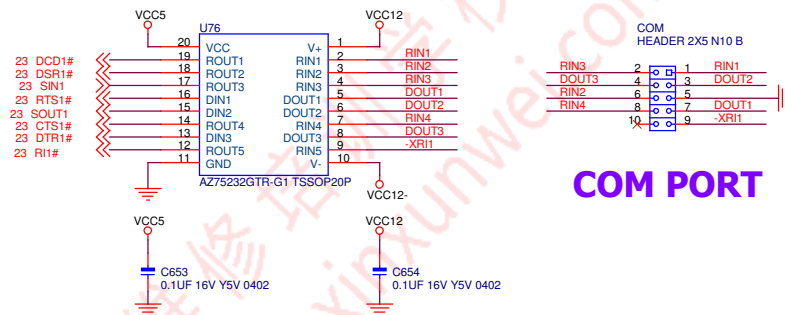 VCC5
VCC12
U76
20 VCC V+ 1
23 DCD1# 19 ROUT1 RIN1 2 RIN1
23 DSR1# 18 ROUT2 RIN2 3 RIN2
23 SIN1 17 ROUT3 RIN3 4 RIN3
23 RTS1# 16 DIN1 DOUT1 5 DOUT1
23 SOUT1 15 DIN2 DOUT2 6 DOUT2
23 CTS1# 14 ROUT4 RIN4 7 RIN4
23 DTR1# 13 DIN3 DOUT3 8 DOUT3
23 RI1# 12 ROUT5 RIN5 9 -XRI1
11 GND V- 10
AZ75232GTR-G1 TSSOP20P
VCC12-
COM
HEADER 2X5 N10 B
RIN3 2 1 RIN1
DOUT3 4 3 DOUT2
RIN2 6 5
RIN4 8 7 DOUT1
10 9 -XRI1
COM PORT
VCC5
C653
0.1UF 16V Y5V 0402
VCC12
C654
0.1UF 16V Y5V 0402